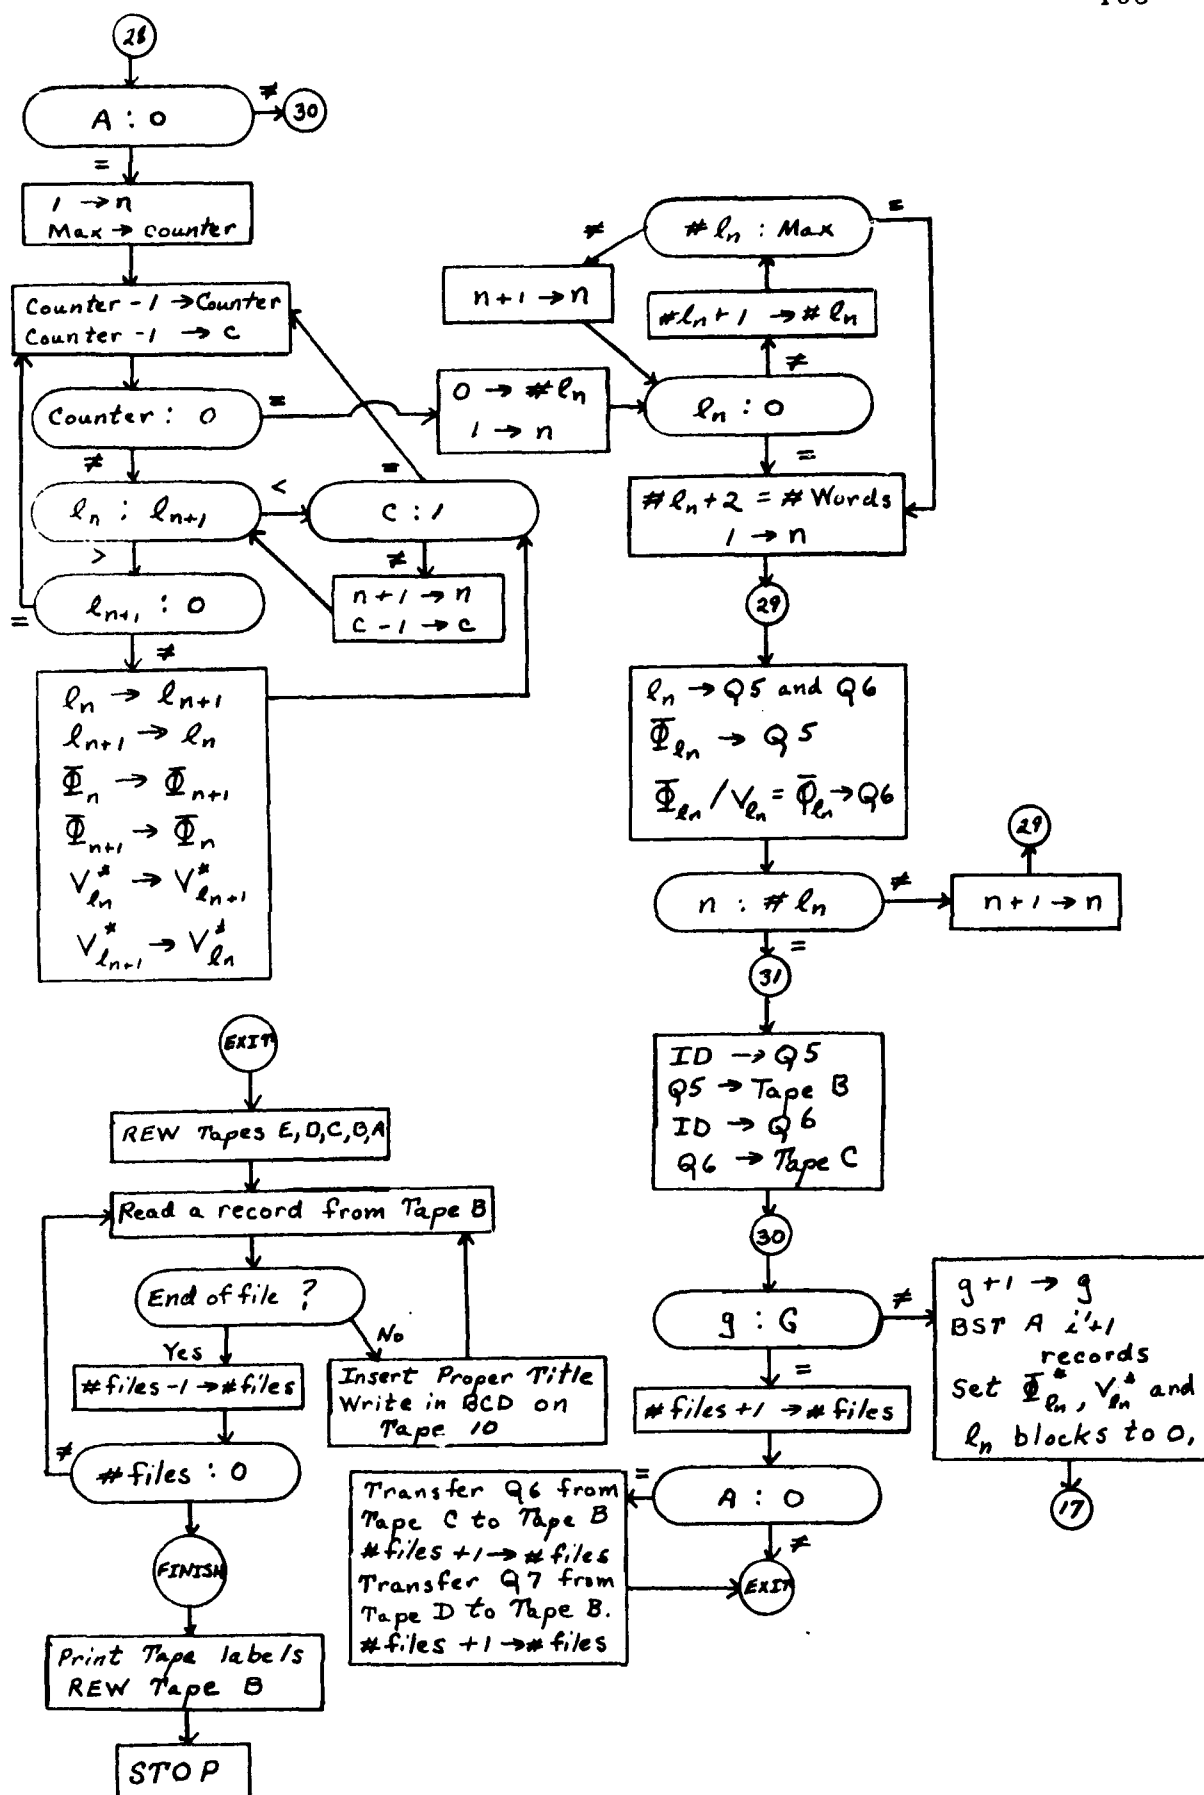 28
A : 0
≠
30
=
1 → n
Max → counter
Counter -1 → Counter
Counter -1 → c
Counter : 0
=
≠
ℓn : ℓn+1
<
>
C : 1
=
≠
n+1 → n
c -1 → c
ℓn+1 : 0
=
≠
ℓn → ℓn+1
ℓn+1 → ℓn
Φ̄n → Φ̄n+1
Φ̄n+1 → Φ̄n
V*ℓn → V*ℓn+1
V*ℓn+1 → V*ℓn
# ℓn : Max
=
≠
n+1 → n
#ℓn + 1 → # ℓn
≠
0 → # ℓn
1 → n
ℓn : 0
=
# ℓn + 2 = # Words
1 → n
29
ℓn → Q5 and Q6
Φ̄ℓn → Q5
Φ̄ℓn / Vℓn = φ̄ℓn → Q6
n : # ℓn
≠
n+1 → n
29
=
31
ID → Q5
Q5 → Tape B
ID → Q6
Q6 → Tape C
30
g : G
≠
g+1 → g
BST A i'+1
records
Set Φ̄*ℓn, V*ℓn and
ℓn blocks to 0,
17
=
# files +1 → # files
A : 0
=
≠
Transfer Q6 from
Tape C to Tape B
# files +1 → # files
Transfer Q7 from
Tape D to Tape B.
# files +1 → # files
EXIT
EXIT
REW Tapes E,D,C,B,A
Read a record from Tape B
End of file ?
No
Yes
Insert Proper Title
Write in BCD on
Tape 10
# files -1 → # files
≠
# files : 0
FINISH
Print Tape labels
REW Tape B
STOP